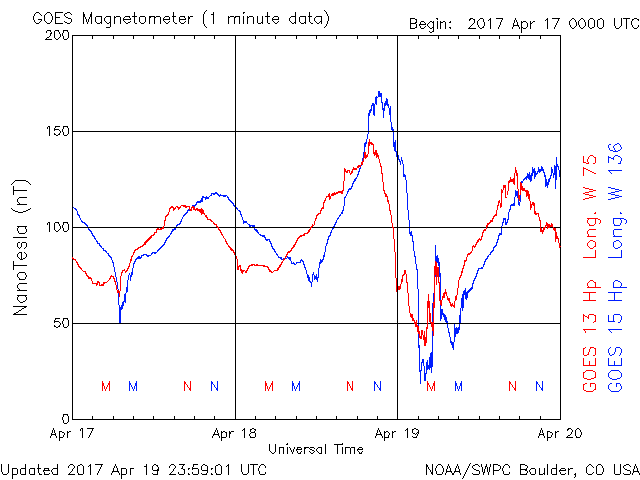 GOES Magnetometer (1 minute data)
Begin: 2017 Apr 17 0000 UTC
200
150
100
50
0
NanoTesla (nT)
M M N N M M N N M M N N
Apr 17 Apr 18 Apr 19 Apr 20
Universal Time
GOES 13 Hp Long. W 75
GOES 15 Hp Long. W 136
Updated 2017 Apr 19 23:59:01 UTC
NOAA/SWPC Boulder, CO USA